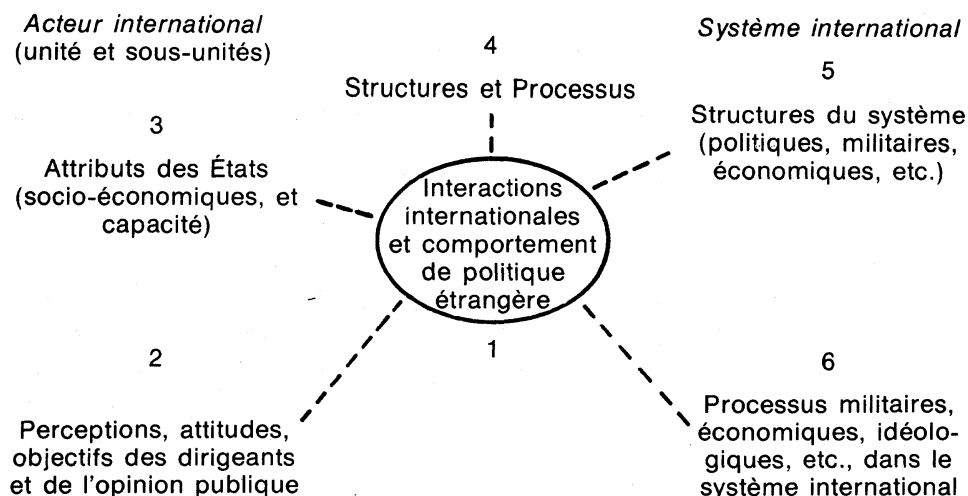 Acteur international
(unité et sous-unités)
4
Structures et Processus
Système international
5
Structures du système
(politiques, militaires,
économiques, etc.)
3
Attributs des États
(socio-économiques, et
capacité)
Interactions
internationales
et comportement
de politique
étrangère
1
2
Perceptions, attitudes,
objectifs des dirigeants
et de l'opinion publique
6
Processus militaires,
économiques, idéolo-
giques, etc., dans le
système international